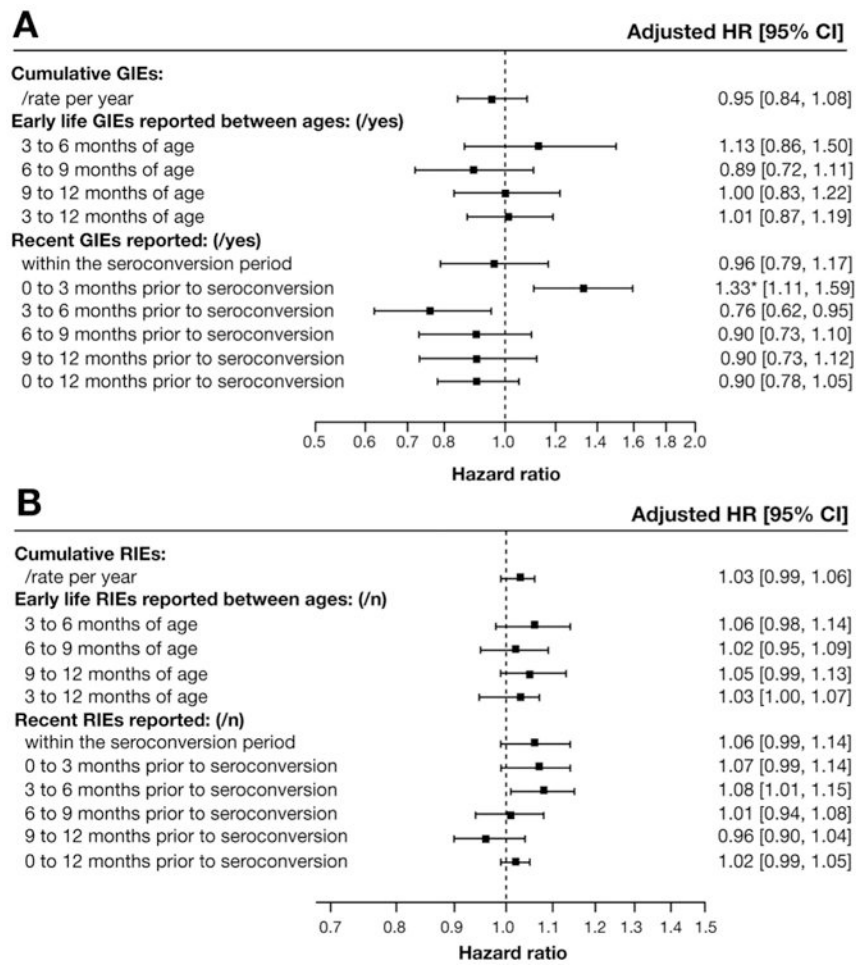 A
Adjusted HR [95% CI]
Cumulative GIEs:
/rate per year 0.95 [0.84, 1.08]
Early life GIEs reported between ages: (/yes)
3 to 6 months of age 1.13 [0.86, 1.50]
6 to 9 months of age 0.89 [0.72, 1.11]
9 to 12 months of age 1.00 [0.83, 1.22]
3 to 12 months of age 1.01 [0.87, 1.19]
Recent GIEs reported: (/yes)
within the seroconversion period 0.96 [0.79, 1.17]
0 to 3 months prior to seroconversion 1.33* [1.11, 1.59]
3 to 6 months prior to seroconversion 0.76 [0.62, 0.95]
6 to 9 months prior to seroconversion 0.90 [0.73, 1.10]
9 to 12 months prior to seroconversion 0.90 [0.73, 1.12]
0 to 12 months prior to seroconversion 0.90 [0.78, 1.05]
0.5 0.6 0.7 0.8 1.0 1.2 1.4 1.6 1.8 2.0
Hazard ratio
B
Adjusted HR [95% CI]
Cumulative RIEs:
/rate per year 1.03 [0.99, 1.06]
Early life RIEs reported between ages: (/n)
3 to 6 months of age 1.06 [0.98, 1.14]
6 to 9 months of age 1.02 [0.95, 1.09]
9 to 12 months of age 1.05 [0.99, 1.13]
3 to 12 months of age 1.03 [1.00, 1.07]
Recent RIEs reported: (/n)
within the seroconversion period 1.06 [0.99, 1.14]
0 to 3 months prior to seroconversion 1.07 [0.99, 1.14]
3 to 6 months prior to seroconversion 1.08 [1.01, 1.15]
6 to 9 months prior to seroconversion 1.01 [0.94, 1.08]
9 to 12 months prior to seroconversion 0.96 [0.90, 1.04]
0 to 12 months prior to seroconversion 1.02 [0.99, 1.05]
0.7 0.8 0.9 1.0 1.1 1.2 1.3 1.4 1.5
Hazard ratio